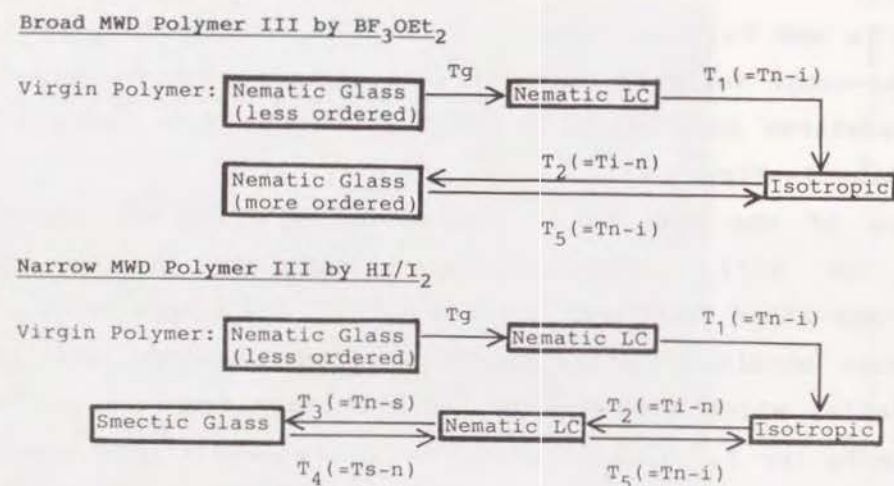 Broad MWD Polymer III by BF3OEt2
Tg T1(=Tn-i)
Virgin Polymer: Nematic Glass (less ordered) Nematic LC
T2(=Ti-n)
Nematic Glass (more ordered) Isotropic
T5(=Tn-i)
Narrow MWD Polymer III by HI/I2
Tg T1(=Tn-i)
Virgin Polymer: Nematic Glass (less ordered) Nematic LC
T3(=Tn-s) T2(=Ti-n)
Smectic Glass Nematic LC Isotropic
T4(=Ts-n) T5(=Tn-i)